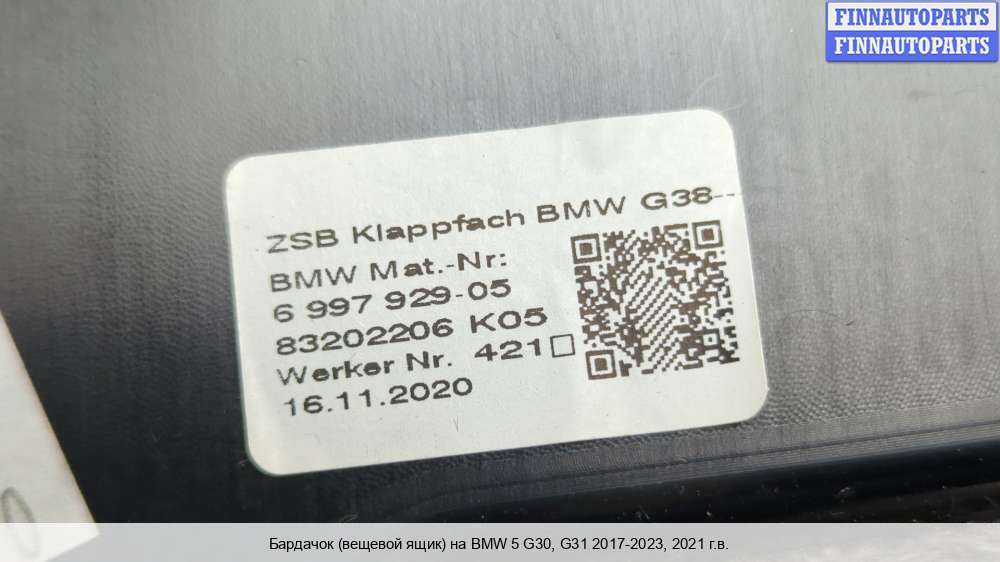 FINNAUTOPARTS
FINNAUTOPARTS
ZSB Klappfach BMW G38---
BMW Mat.-Nr:
6 997 929-05
83202206 K05
Werker Nr. 421□
16.11.2020
0
Бардачок (вещевой ящик) на BMW 5 G30, G31 2017-2023, 2021 г.в.